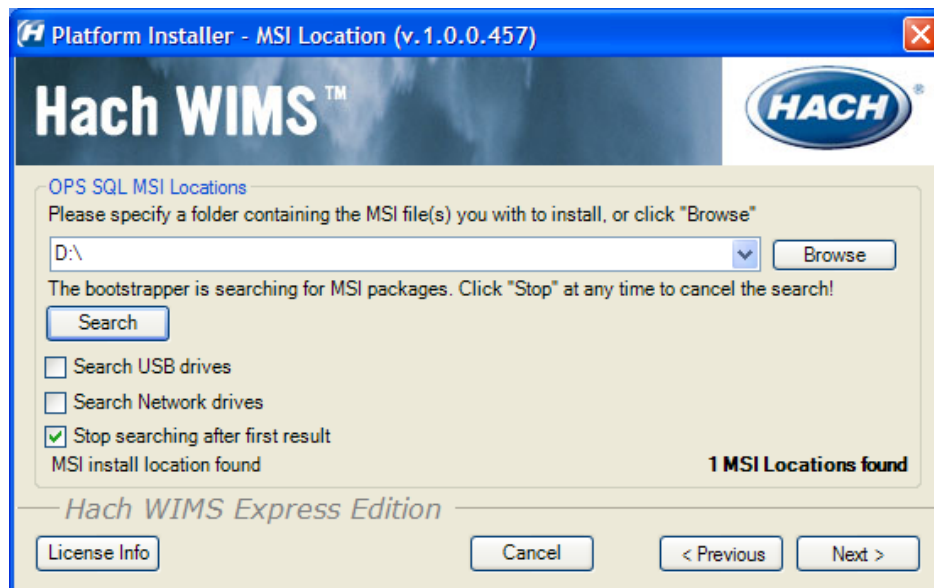 Platform Installer - MSI Location (v.1.0.0.457)
Hach WIMS™
HACH®
OPS SQL MSI Locations
Please specify a folder containing the MSI file(s) you with to install, or click "Browse"
D:\
Browse
The bootstrapper is searching for MSI packages. Click "Stop" at any time to cancel the search!
Search
Search USB drives
Search Network drives
Stop searching after first result
MSI install location found
1 MSI Locations found
Hach WIMS Express Edition
License Info
Cancel
< Previous
Next >